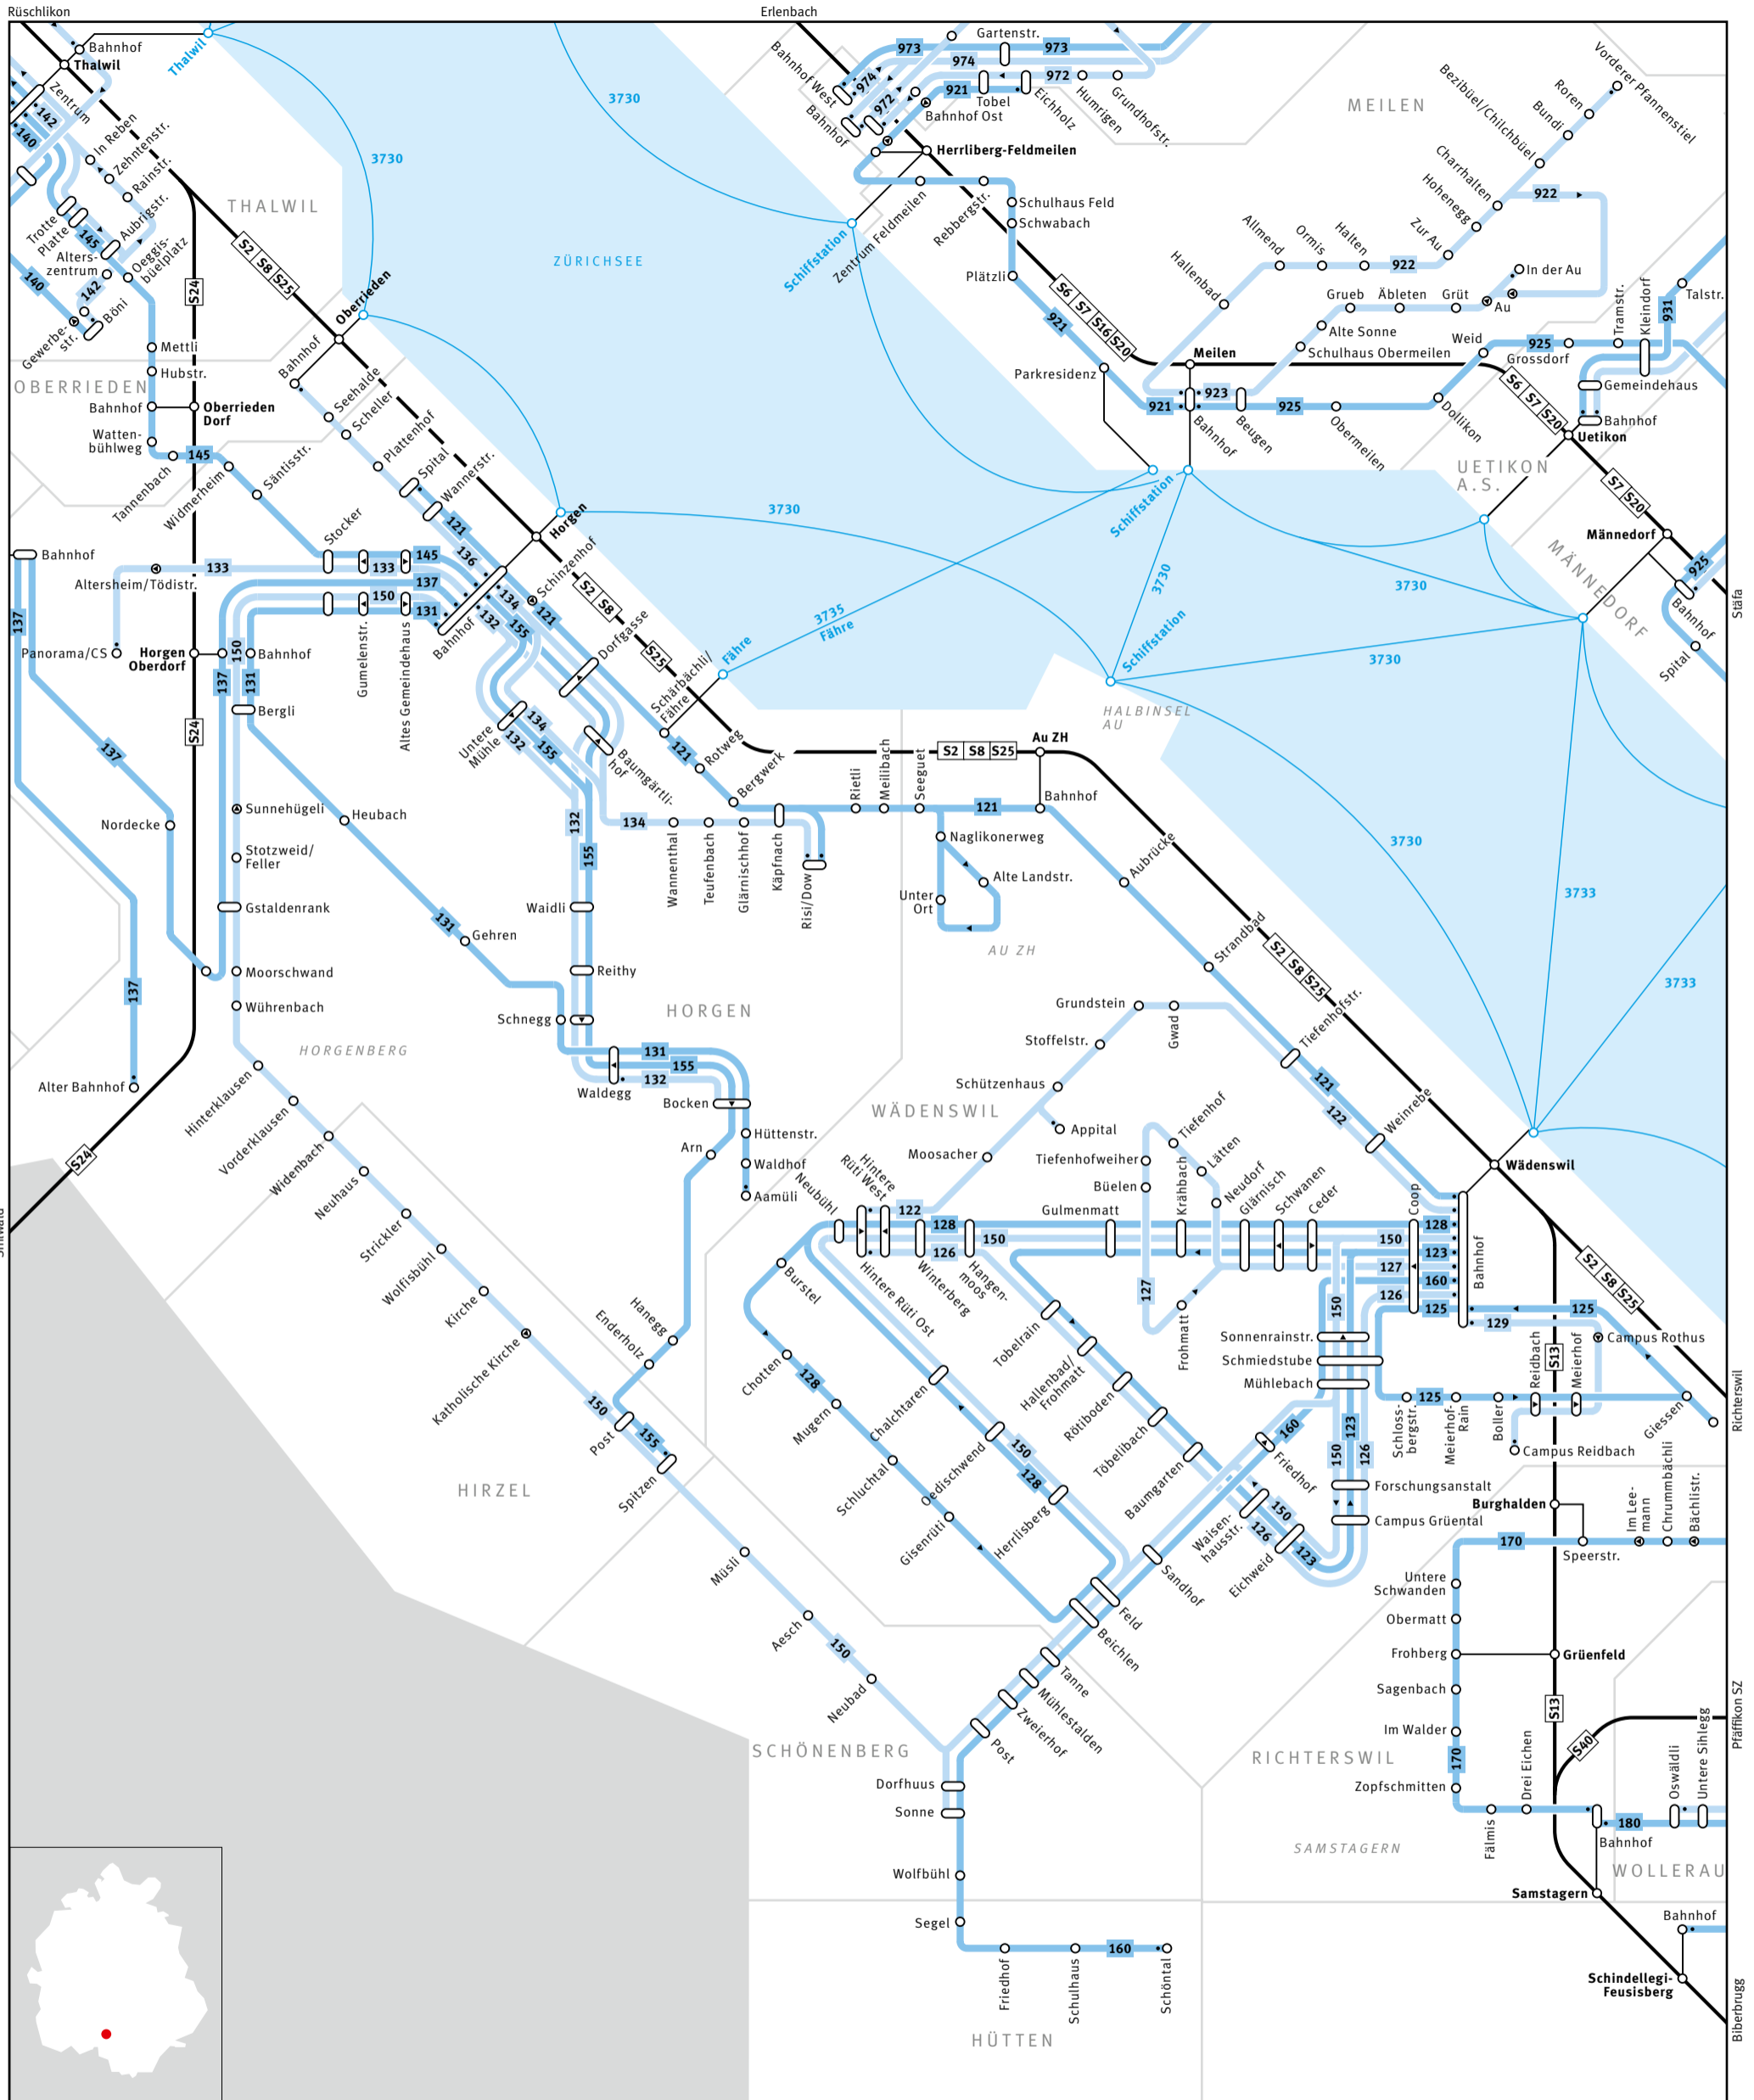 Rüschlikon
Erlenbach
Bahnhof
Thalwil
Thalwil
Zentrum
142
140
In Reben
Zehntenstr.
Rainstr.
Aubrigstr.
Trotte
Platte
145
Alters-
zentrum
Oeggis-
büelplatz
140
142
Böni
Gewerbe-
str.
THALWIL
S24
S2 S8 S25
3730
3730
ZÜRICHSEE
Oberrieden
Mettli
Hubstr.
OBERRIEDEN
Bahnhof
Oberrieden
Dorf
Watten-
bühlweg
145
Tannenbach
Widmerheim
Säntisstr.
Bahnhof
Seehalde
Scheller
Plattenhof
Spital
Wannerstr.
121
136
Horgen
Bahnhof West
Bahnhof
974
972
973
973
974
972
921
Gartenstr.
Tobel
Eichholz
Humrigen
Grundhofstr.
Bahnhof Ost
Herrliberg-Feldmeilen
Schiffstation
Zentrum Feldmeilen
Rebbergstr.
Schulhaus Feld
Schwabach
Plätzli
S6 S7 S16 S20
921
Parkresidenz
MEILEN
Vorderer Pfannenstiel
Roren
Bundi
Bezibüel/Chilchbüel
Charrhalten
Hohenegg
Zur Au
922
922
Halten
Ormis
Allmend
Hallenbad
In der Au
Au
Grüt
Äbleten
Grueb
Alte Sonne
Schulhaus Obermeilen
Weid
925
Grossdorf
Tramstr.
Kleindorf
931
Talstr.
Gemeindehaus
Bahnhof
Uetikon
Meilen
921
923
Bahnhof
Beugen
925
Obermeilen
Dollikon
S6 S7 S20
UETIKON
A.S.
S7 S20
Männedorf
MÄNNEDORF
925
Bahnhof
Spital
Stäfa
Schiffstation
3730
3730
3730
3730
3735
Fähre
Fähre
Schiffstation
HALBINSEL
AU
Bahnhof
137
133
Altersheim/Tödistr.
Panorama/CS
Horgen
Oberdorf
Stocker
145
133
137
150
131
Gumelenstr.
Altes Gemeindehaus
Bahnhof
134
132
155
Schinzenhof
121
S2 S8
S25
Dorfgasse
Schärbächli/
Fähre
Untere
Mühle
134
132
155
Baumgärtli-
hof
121
Rotweg
Bergwerk
137
150
131
Bahnhof
Bergli
S24
137
Nordecke
Sunnehügeli
Stotzweid/
Feller
Heubach
Gstaldenrank
131
Gehren
Moorschwand
Wührenbach
137
Alter Bahnhof
S24
HORGENBERG
HORGEN
132
155
134
Wannenthal
Teufenbach
Glärnischhof
Käpfnach
Risi/Dow
Rietli
Meilibach
Seeguet
121
S2 S8 S25
Au ZH
Bahnhof
Naglikonerweg
Alte Landstr.
Unter
Ort
AU ZH
Aubrücke
Strandbad
S2 S8 S25
3730
3733
3733
Waidli
Reithy
Schnegg
131
155
132
Waldegg
Bocken
Arn
Hüttenstr.
Waldhof
Aamüli
Grundstein
Gwad
Stoffelstr.
Schützenhaus
Appital
Moosacher
WÄDENSWIL
Tiefenhofstr.
121
122
Weinrebe
Wädenswil
Hinterklausen
Vorderklausen
Widenbach
Neuhaus
Strickler
Wolfisbühl
Kirche
Katholische Kirche
Hanegg
Enderholz
150
Post
155
Spitzen
HIRZEL
Müsli
Aesch
150
Neubad
Tiefenhof
Tiefenhofweiher
Lätten
Büelen
Neubühl
Hintere
Rüti West
122
128
126
150
Gulmenmatt
Krähbach
Neudorf
Glärnisch
Schwanen
Ceder
Coop
Bahnhof
128
150
123
127
160
126
125
Hintere Rüti Ost
Winterberg
Hangen-
moos
127
Frohmatt
Burstel
Chotten
128
Mugern
Schluchtal
Gisenrüti
Chalchtaren
Oedischwend
150
128
Herrlisberg
Tobelrain
Hallenbad/
Frohmatt
Rötiboden
Töbelibach
Baumgarten
Waisen-
hausstr.
150
126
123
Eichweid
150
Sonnenrainstr.
Schmiedstube
Mühlebach
160
Friedhof
150
123
126
Forschungsanstalt
Campus Grüental
125
129
S2 S8 S25
S13
Reidbach
Meierhof
Campus Rothus
125
Schloss-
bergstr.
Meierhof-
Rain
Boller
Giessen
Campus Reidbach
Richterswil
Burghalden
170
Speerstr.
Im Lee-
mann
Chrummbächli
Bächlistr.
Untere
Schwanden
Obermatt
Frohberg
Grüenfeld
Sagenbach
Im Walder
170
Zopfschmitten
S13
S40
Pfäffikon SZ
RICHTERSWIL
SAMSTAGERN
Fälmis
Drei Eichen
Bahnhof
180
Oswäldli
Untere Sihlegg
WOLLERAU
Samstagern
Bahnhof
Schindellegi-
Feusisberg
Biberbrugg
Sandhof
Feld
Beichlen
Tanne
Mühlestalden
Zweierhof
Post
SCHÖNENBERG
Dorfhuus
Sonne
Wolfbühl
Segel
Friedhof
Schulhaus
160
Schöntal
HÜTTEN